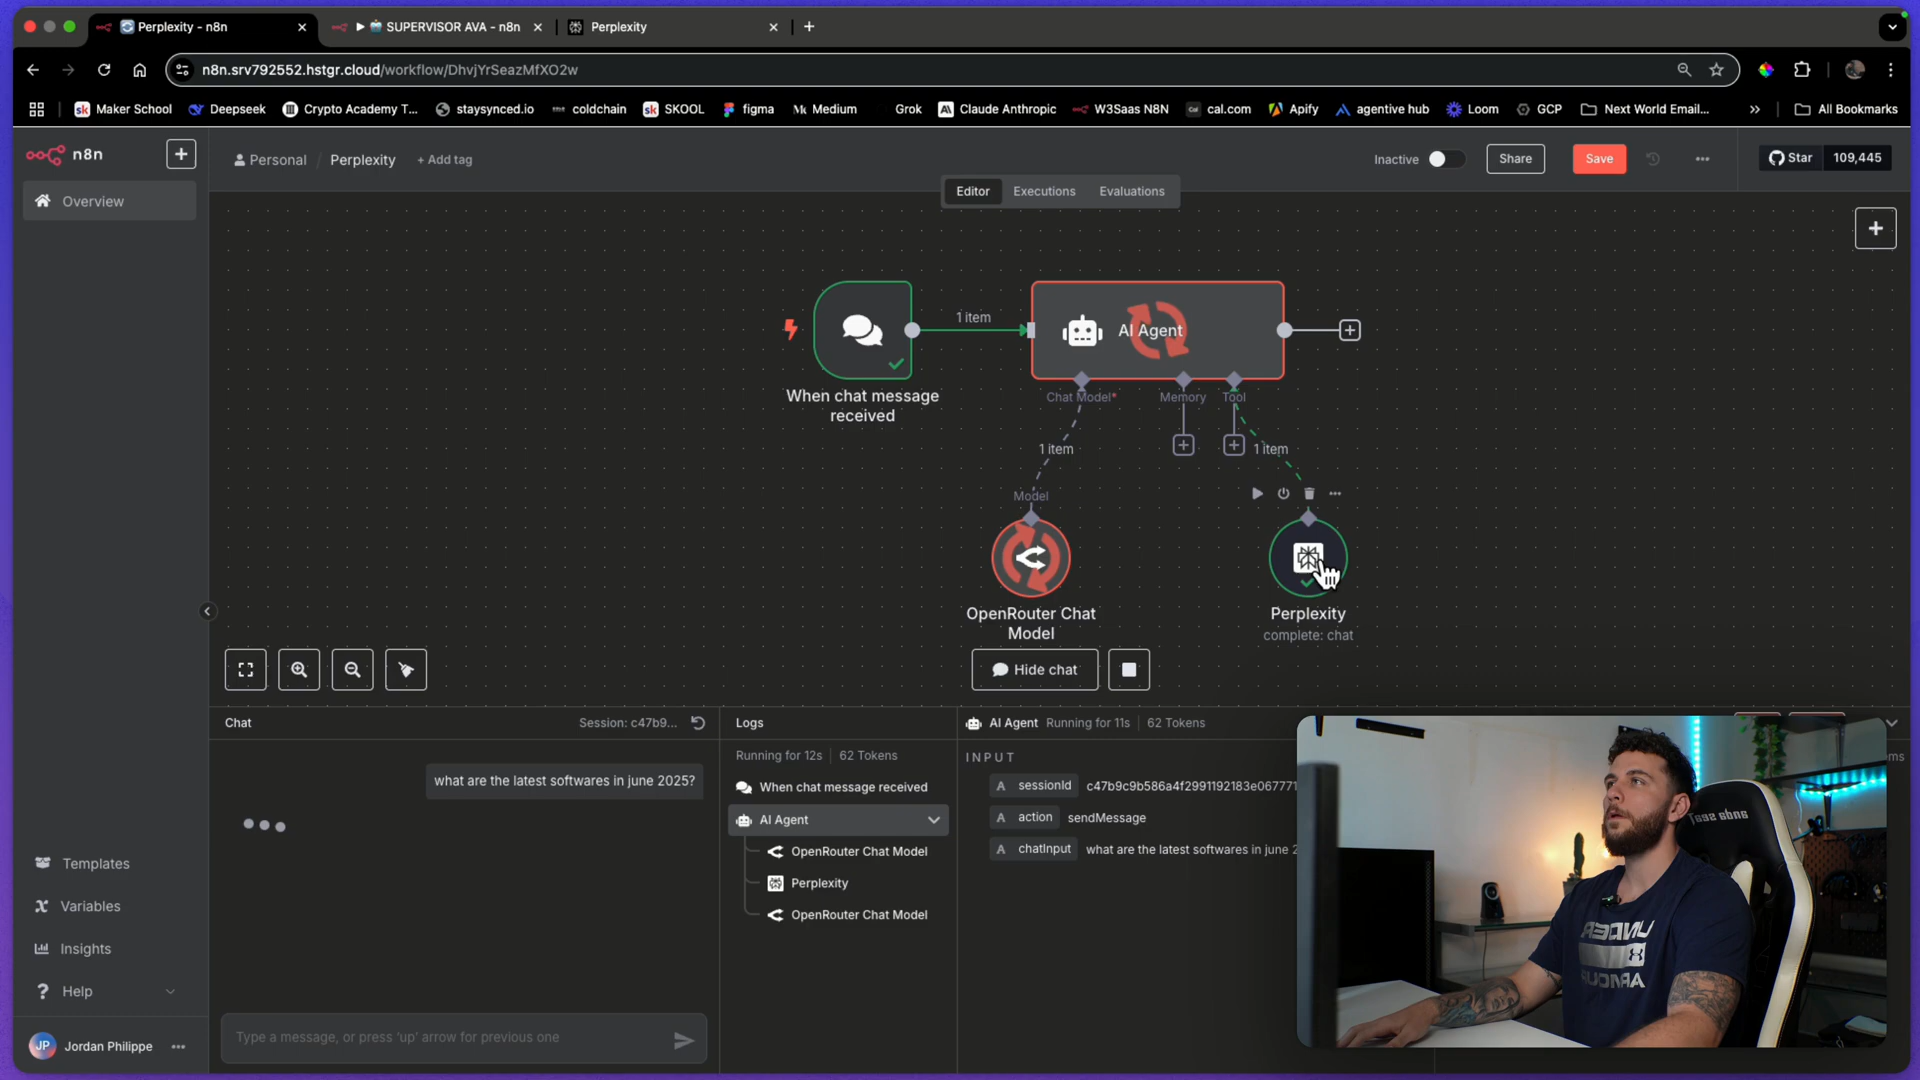 Perplexity - n8n
SUPERVISOR AVA - n8n
Perplexity
n8n.srv792552.hstgr.cloud/workflow/DhvjYrSeazMfXO2w
sk Maker School
Deepseek
Crypto Academy T...
staysynced.io
coldchain
sk SKOOL
figma
Medium
Grok
Claude Anthropic
W3Saas N8N
cal.com
Apify
agentive hub
Loom
GCP
Next World Email...
All Bookmarks
n8n
Personal / Perplexity + Add tag
Inactive
Share
Save
Star 109,445
Overview
Editor
Executions
Evaluations
1 item
AI Agent
When chat message
received
Chat Model*
Memory
Tool
1 item
1 item
Model
OpenRouter Chat
Model
Perplexity
complete: chat
Hide chat
Chat
Session: c47b9...
Logs
AI Agent Running for 11s | 62 Tokens
Running for 12s | 62 Tokens
INPUT
what are the latest softwares in june 2025?
When chat message received
A sessionId c47b9c9b586a4f2991192183e067771
AI Agent
A action sendMessage
OpenRouter Chat Model
A chatInput what are the latest softwares in june 2
Perplexity
OpenRouter Chat Model
Templates
Variables
Insights
Help
Type a message, or press 'up' arrow for previous one
JP Jordan Philippe
anda seaT
UNDER
ARMOUR